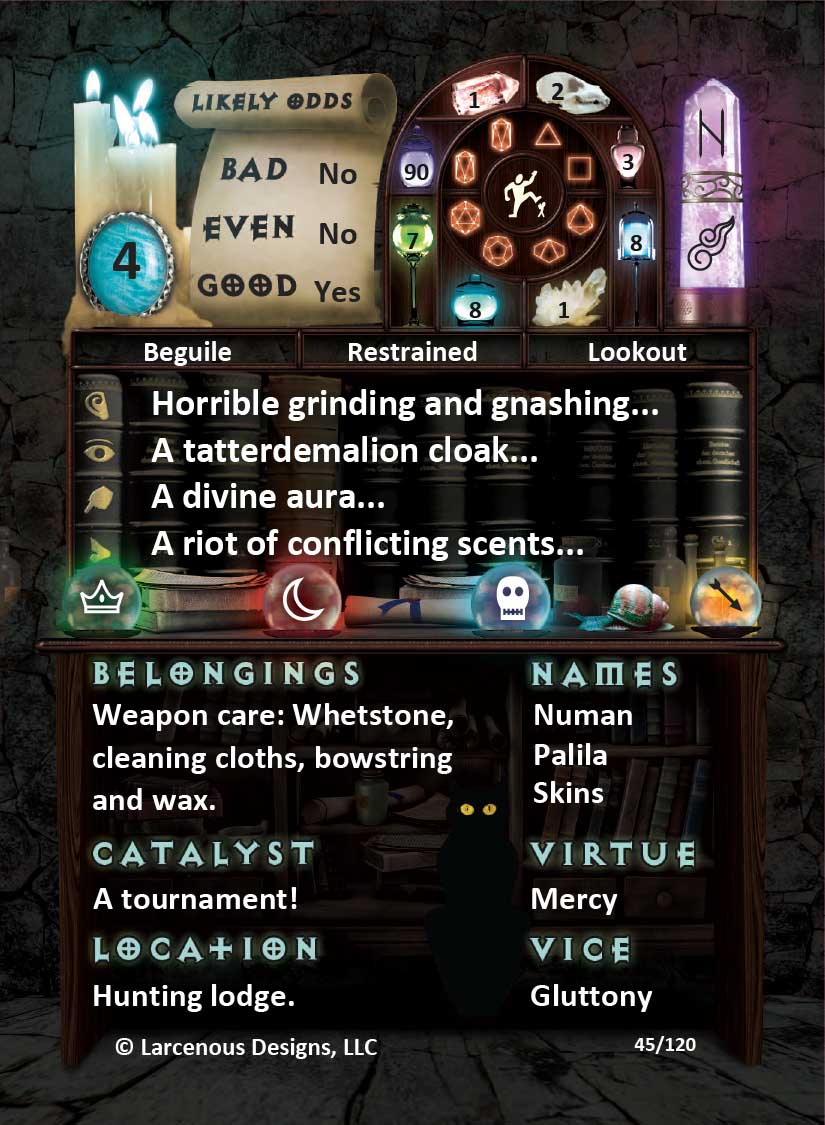 LIKELY ODDS
BAD No
EVEN No
GOOD Yes
4
1
2
90
3
7
8
8
1
Beguile Restrained Lookout
Horrible grinding and gnashing...
A tatterdemalion cloak...
A divine aura...
A riot of conflicting scents...
BELONGINGS
Weapon care: Whetstone,
cleaning cloths, bowstring
and wax.
CATALYST
A tournament!
LOCATION
Hunting lodge.
NAMES
Numan
Palila
Skins
VIRTUE
Mercy
VICE
Gluttony
© Larcenous Designs, LLC
45/120